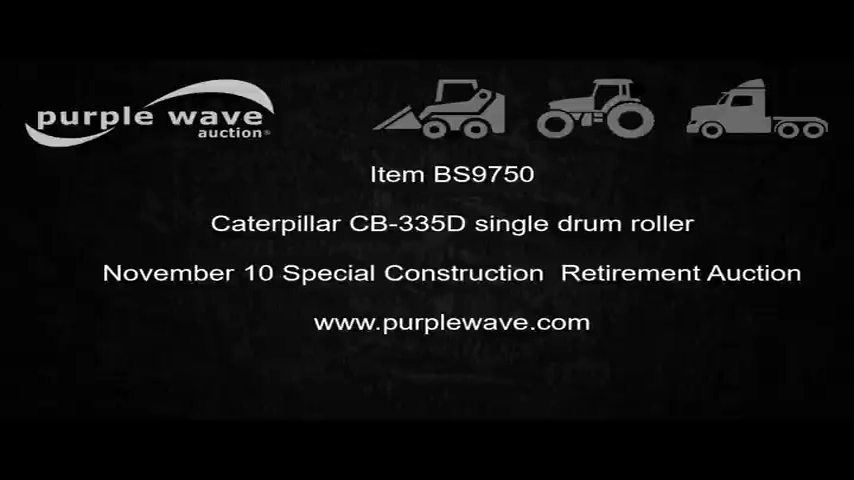 purple wave
auction®
Item BS9750
Caterpillar CB-335D single drum roller
November 10 Special Construction  Retirement Auction
www.purplewave.com